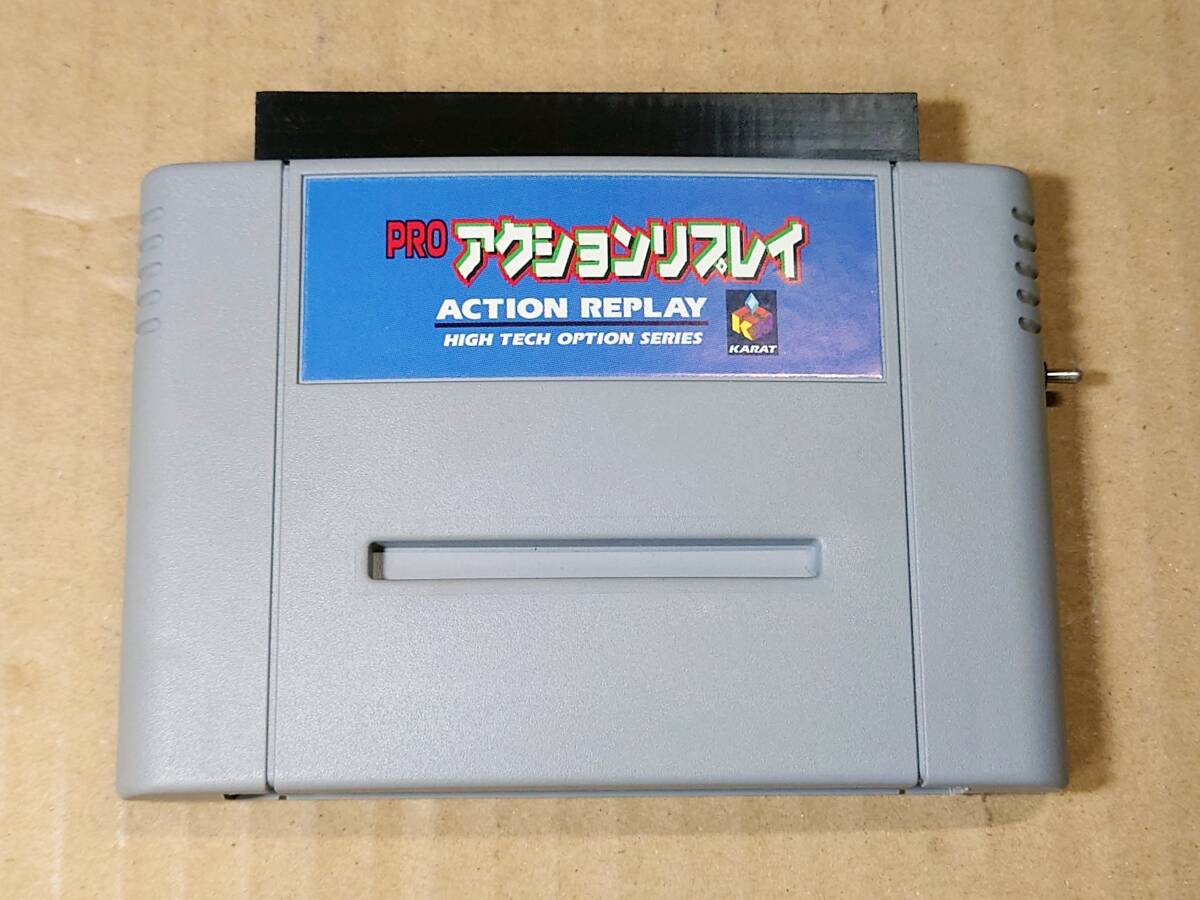 PRO アクションリプレイ
ACTION REPLAY
HIGH TECH OPTION SERIES
KARAT